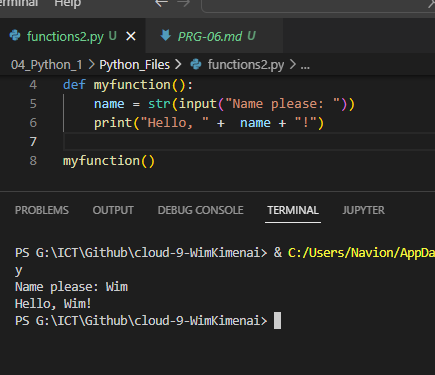 Terminal Help
functions2.py U PRG-06.md U
04_Python_1 > Python_Files > functions2.py > ...
4 def myfunction():
5 name = str(input("Name please: "))
6 print("Hello, " + name + "!")
7
8 myfunction()
PROBLEMS OUTPUT DEBUG CONSOLE TERMINAL JUPYTER
PS G:\ICT\Github\cloud-9-WimKimenai> & C:/Users/Navion/AppDa
y
Name please: Wim
Hello, Wim!
PS G:\ICT\Github\cloud-9-WimKimenai>